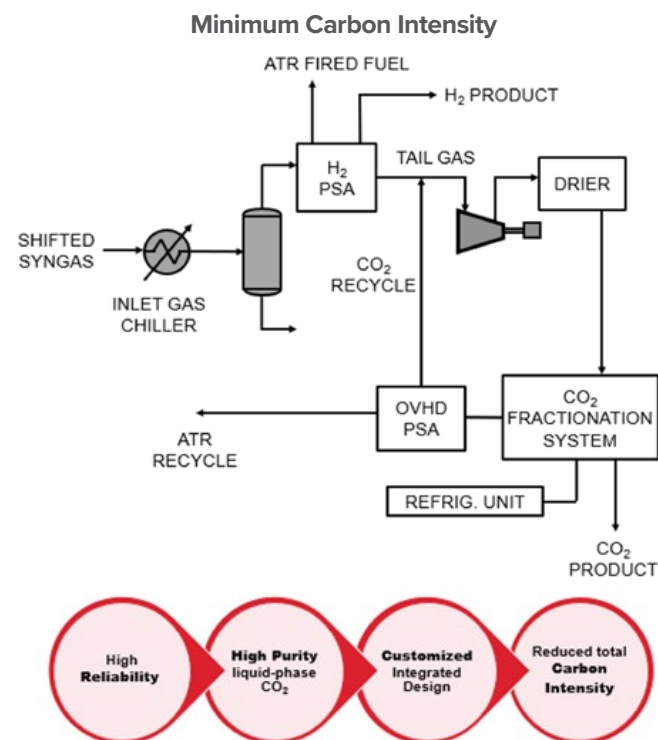 Minimum Carbon Intensity
ATR FIRED FUEL
H₂ PRODUCT
H₂
PSA
TAIL GAS
DRIER
SHIFTED
SYNGAS
INLET GAS
CHILLER
CO₂
RECYCLE
ATR
RECYCLE
OVHD
PSA
CO₂
FRACTIONATION
SYSTEM
REFRIG. UNIT
CO₂
PRODUCT
High
Reliability
High Purity
liquid-phase
CO₂
Customized
Integrated
Design
Reduced total
Carbon
Intensity